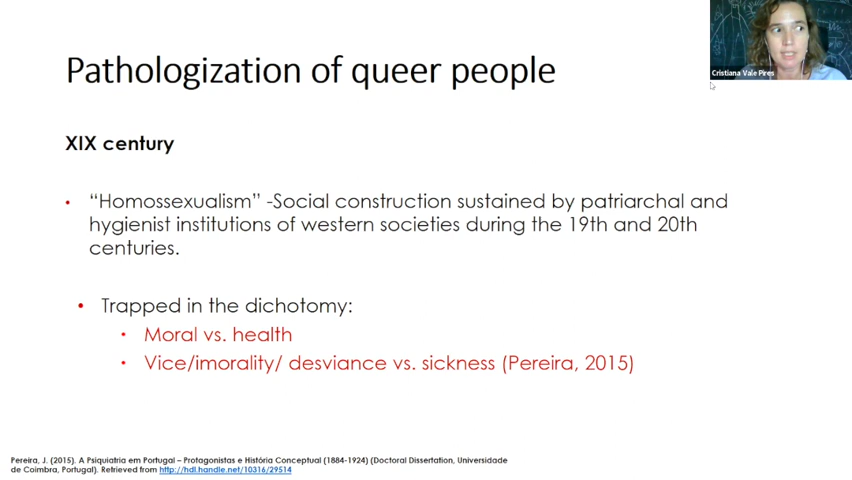 Cristiana Vale Pires
Pathologization of queer people
XIX century
• “Homossexualism” -Social construction sustained by patriarchal and
hygienist institutions of western societies during the 19th and 20th
centuries.
• Trapped in the dichotomy:
• Moral vs. health
• Vice/imorality/ desviance vs. sickness (Pereira, 2015)
Pereira, J. (2015). A Psiquiatria em Portugal – Protagonistas e História Conceptual (1884-1924) (Doctoral Dissertation, Universidade
de Coimbra, Portugal). Retrieved from http://hdl.handle.net/10316/29514